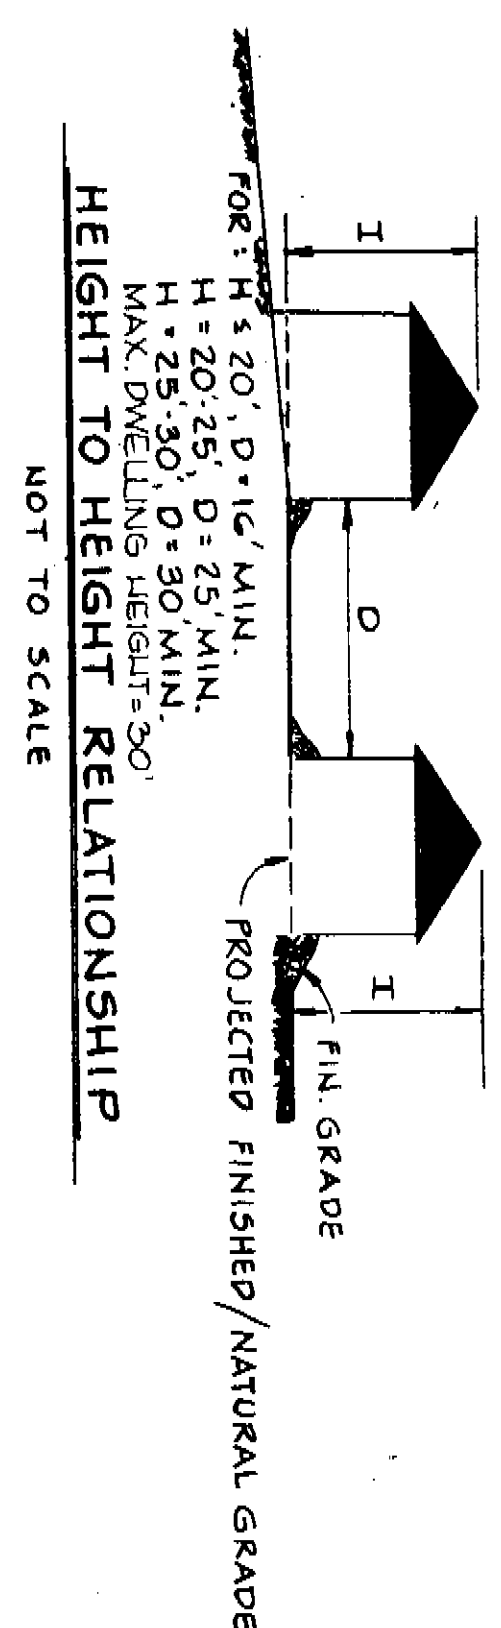 H
H
D
FIN. GRADE
PROJECTED FINISHED/NATURAL GRADE
FOR: H ≤ 20', D = 16' MIN.
H = 20'-25', D = 25' MIN.
H = 25'-30', D = 30' MIN.
MAX. DWELLING HEIGHT = 30'
HEIGHT TO HEIGHT RELATIONSHIP
NOT TO SCALE